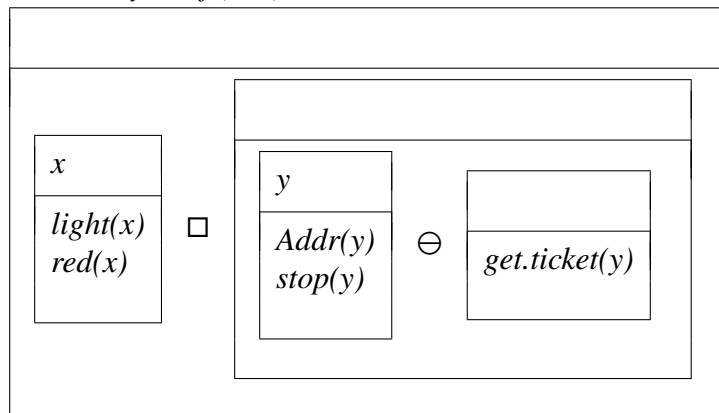 x
light(x)
red(x)
□
y
Addr(y)
stop(y)
⊖
get.ticket(y)